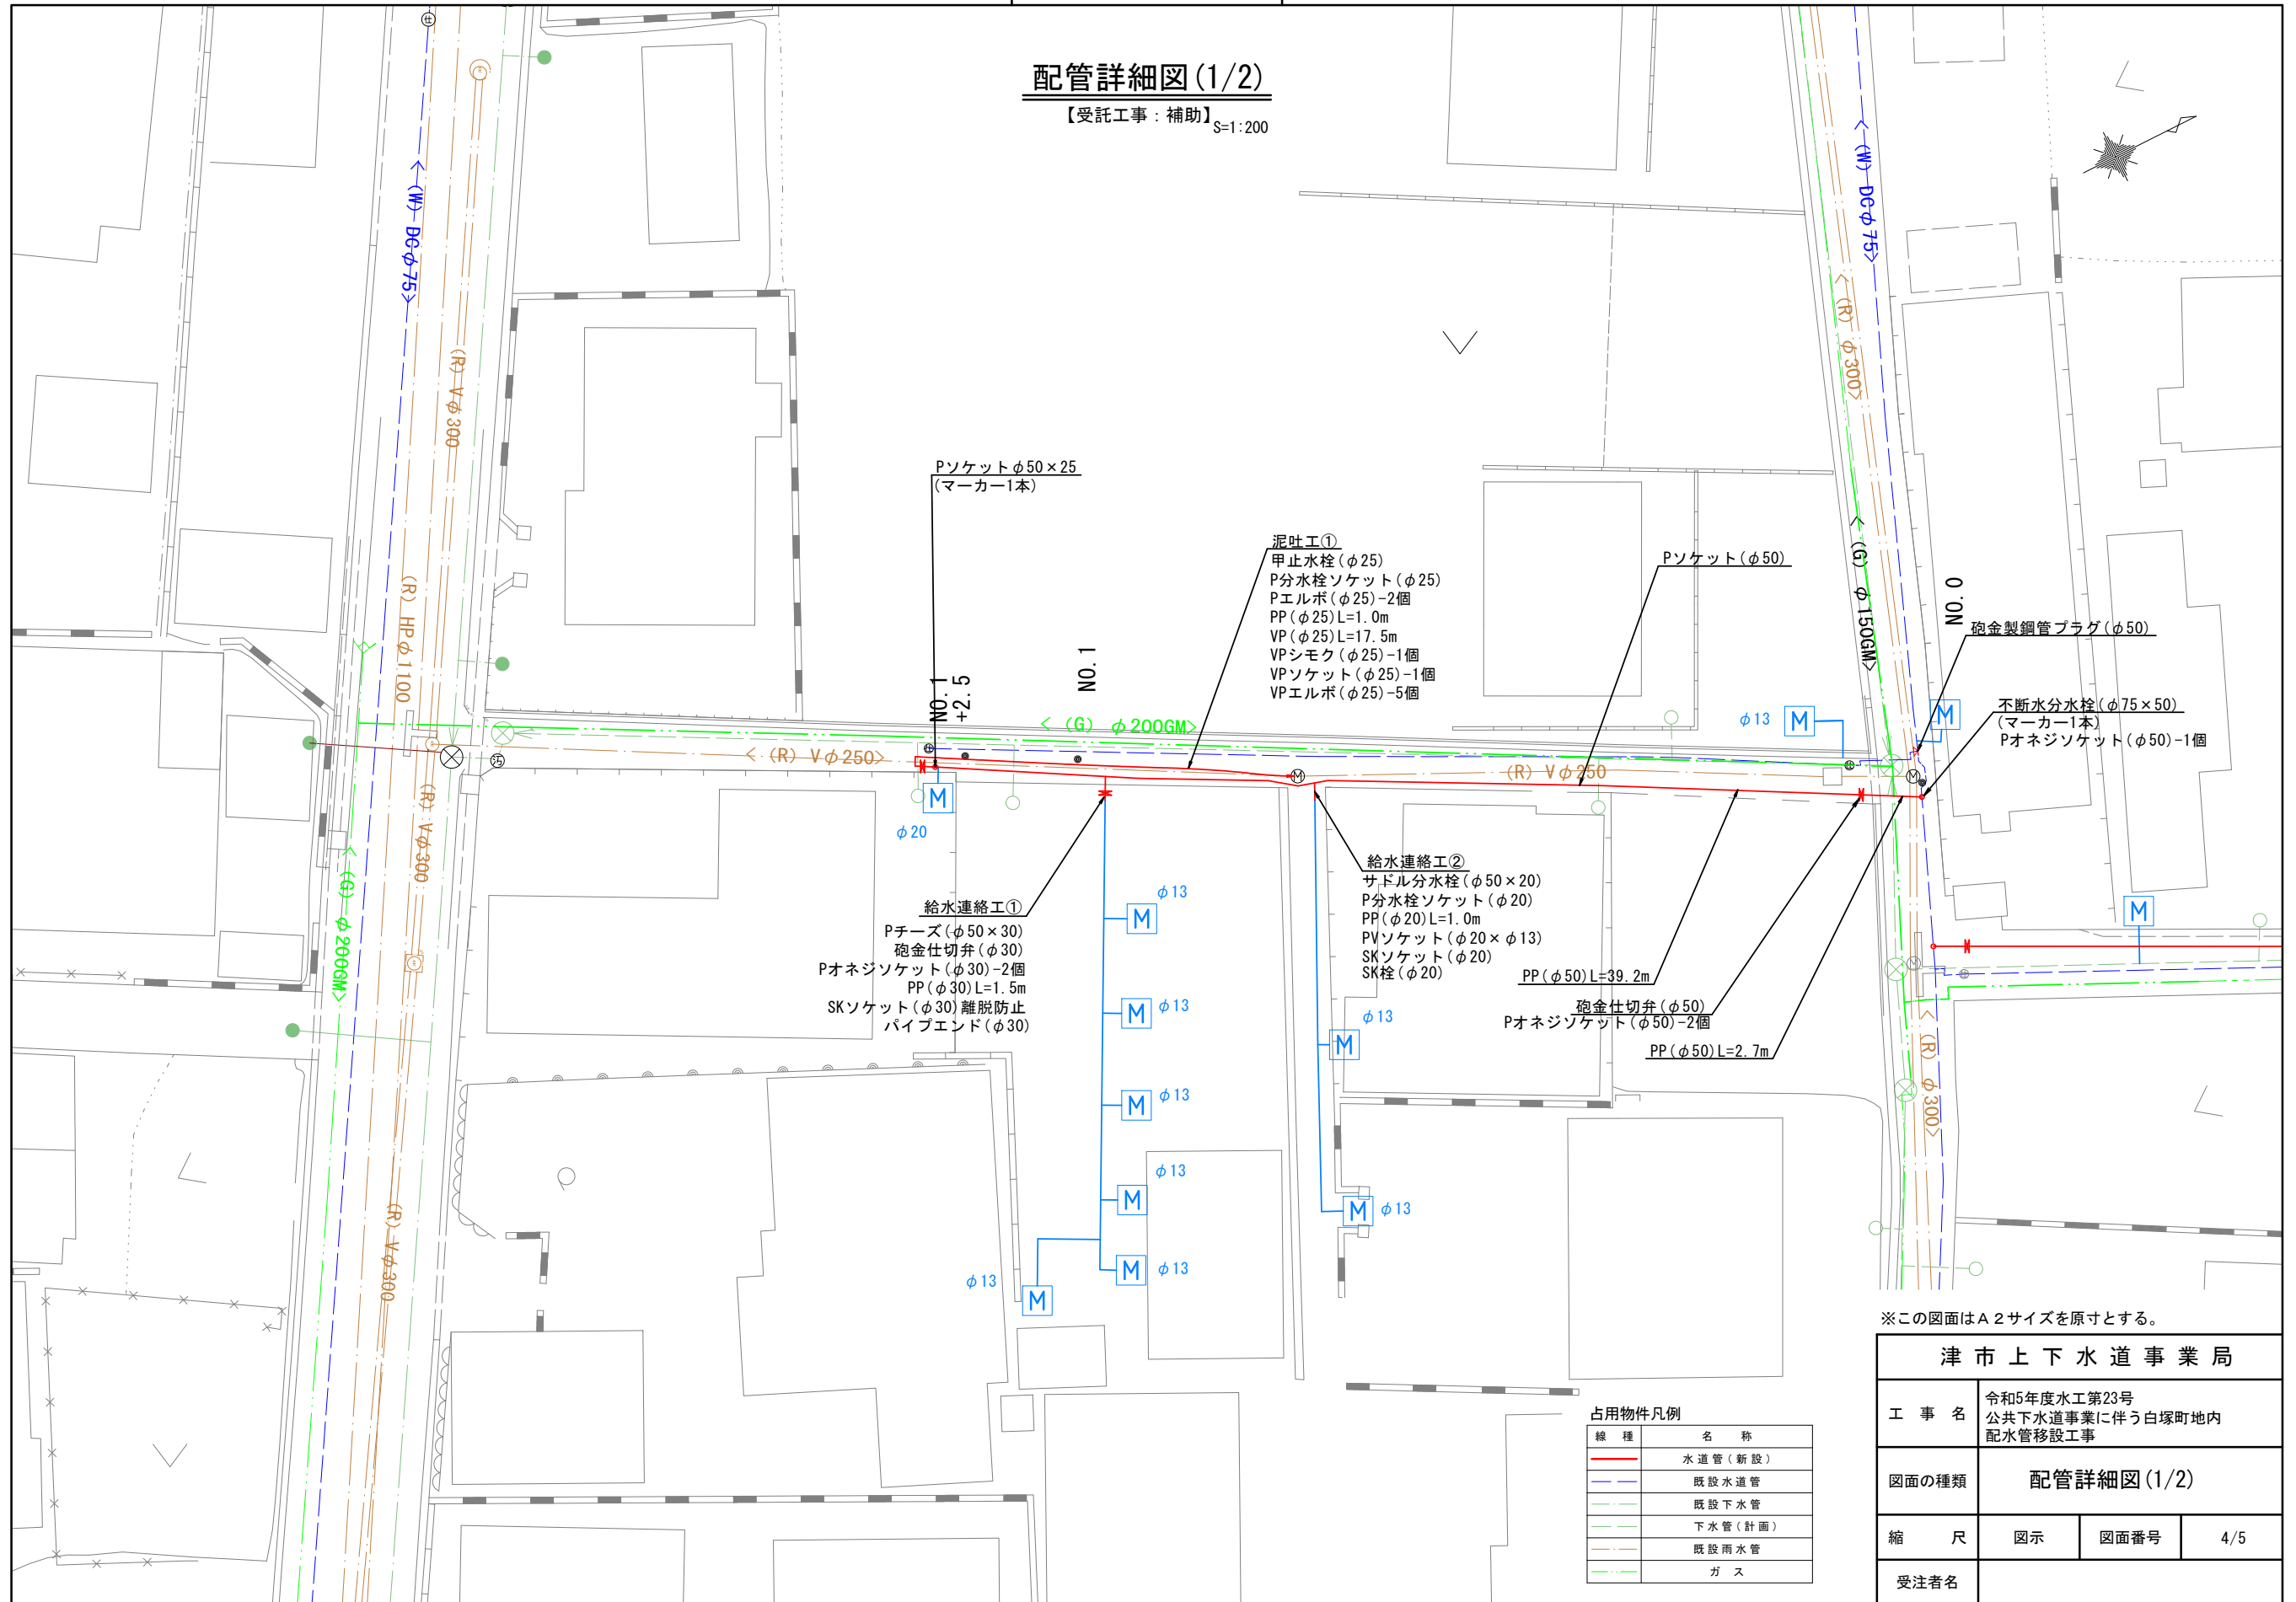 配管詳細図(1/2)
【受託工事：補助】
S=1:200
仕
<(W) DCφ75>
<(W) DCφ75>
(R) Vφ300
<(R) φ300>
Pソケットφ50×25
(マーカー1本)
泥吐工①
甲止水栓(φ25)
P分水栓ソケット(φ25)
Pエルボ(φ25)-2個
PP(φ25)L=1.0m
VP(φ25)L=17.5m
VPシモク(φ25)-1個
VPソケット(φ25)-1個
VPエルボ(φ25)-5個
Pソケット(φ50)
<(G) φ150GM>
NO.0
砲金製鋼管プラグ(φ50)
不断水分水栓(φ75×50)
(マーカー1本)
Pオネジソケット(φ50)-1個
(R) HPφ1100
NO.1
+2.5
NO.1
<(G) φ200GM>
φ13
M
M
<(R) Vφ250>
(R) Vφ250
汚
M
M
M
φ20
(R) Vφ300
<(G) φ200GM>
給水連絡工①
Pチーズ(φ50×30)
砲金仕切弁(φ30)
Pオネジソケット(φ30)-2個
PP(φ30)L=1.5m
SKソケット(φ30)離脱防止
パイプエンド(φ30)
φ13
M
φ13
M
φ13
M
φ13
M
φ13
M
φ13
M
給水連絡工②
サドル分水栓(φ50×20)
P分水栓ソケット(φ20)
PP(φ20)L=1.0m
PVソケット(φ20×φ13)
SKソケット(φ20)
SK栓(φ20)
φ13
M
M
φ13
PP(φ50)L=39.2m
砲金仕切弁(φ50)
Pオネジソケット(φ50)-2個
PP(φ50)L=2.7m
M
M
<(R) φ300>
(R) Vφ300
※この図面はA2サイズを原寸とする。
占用物件凡例
線種 名称
水道管(新設)
既設水道管
既設下水管
下水管(計画)
既設雨水管
ガス
津市上下水道事業局
工事名
令和5年度水工第23号
公共下水道事業に伴う白塚町地内
配水管移設工事
図面の種類 配管詳細図(1/2)
縮尺 図示 図面番号 4/5
受注者名